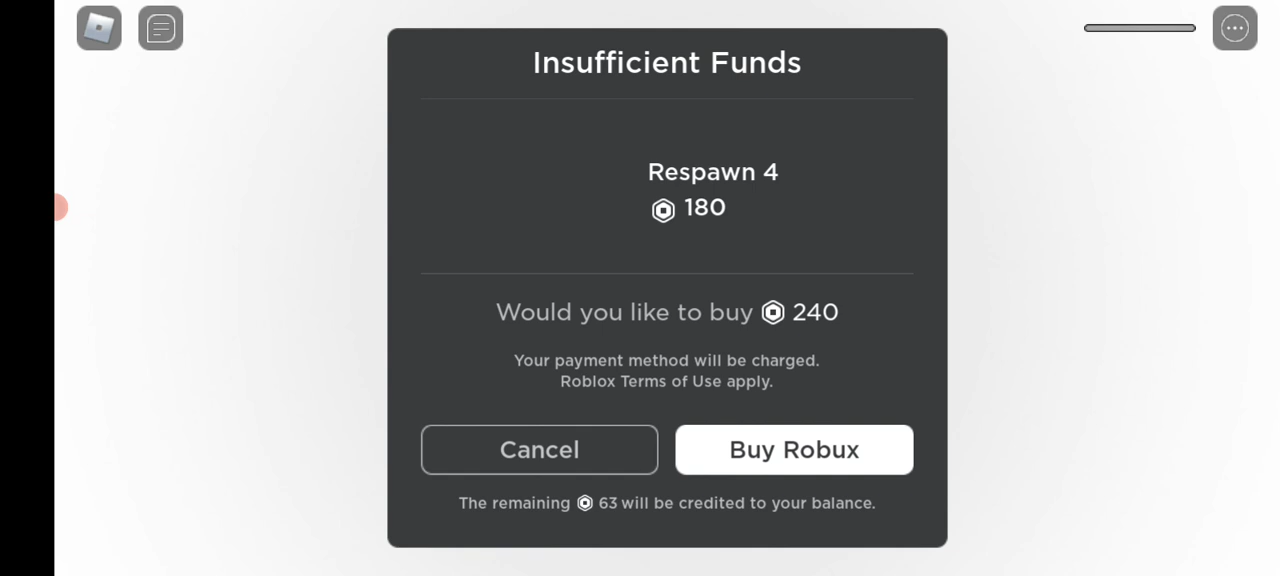 Insufficient Funds
Respawn 4
180
Would you like to buy 240
Your payment method will be charged.
Roblox Terms of Use apply.
Cancel
Buy Robux
The remaining 63 will be credited to your balance.